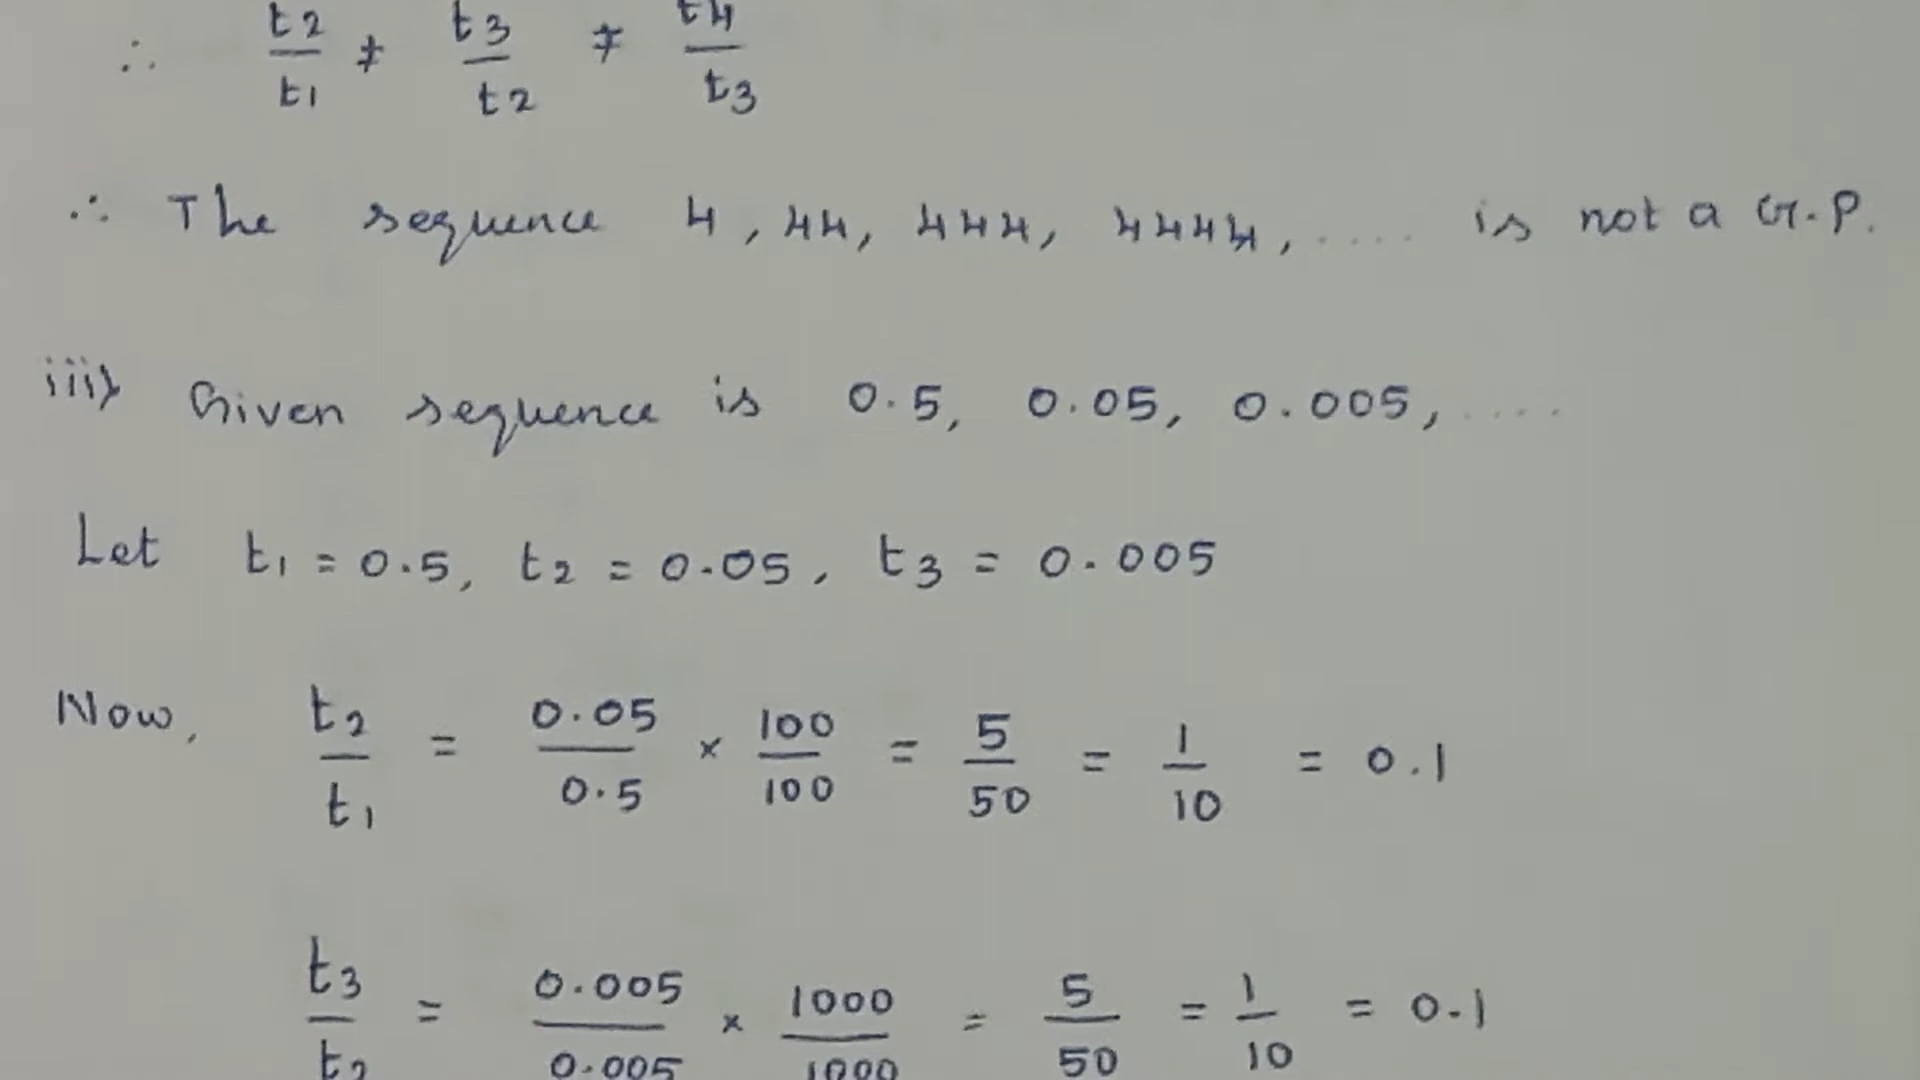 ∴ t2/t1 ≠ t3/t2 ≠ t4/t3
∴ The sequence 4, 44, 444, 4444, .... is not a G.P.
iii) Given sequence is 0.5, 0.05, 0.005, ....
Let t1 = 0.5, t2 = 0.05, t3 = 0.005
Now, t2/t1 = 0.05/0.5 × 100/100 = 5/50 = 1/10 = 0.1
t3/t2 = 0.005/0.005 × 1000/1000 = 5/50 = 1/10 = 0.1